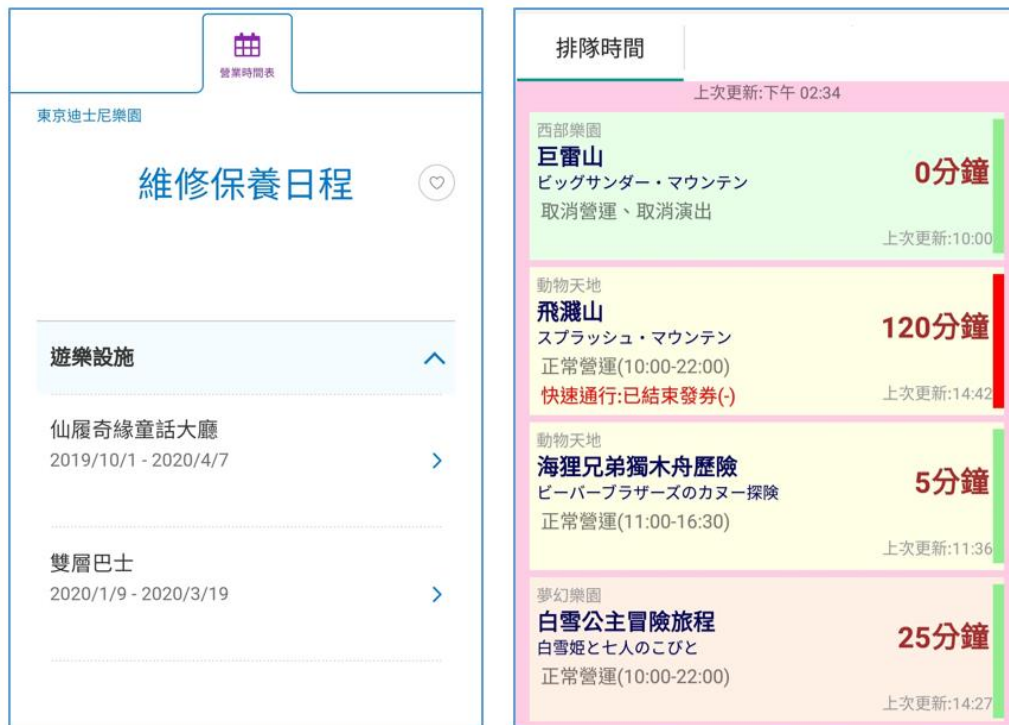 營業時間表
東京迪士尼樂園
維修保養日程
遊樂設施
仙履奇緣童話大廳
2019/10/1 - 2020/4/7
雙層巴士
2020/1/9 - 2020/3/19
排隊時間
上次更新:下午 02:34
西部樂園
巨雷山
ビッグサンダー・マウンテン
0分鐘
取消營運、取消演出
上次更新:10:00
動物天地
飛濺山
スプラッシュ・マウンテン
120分鐘
正常營運(10:00-22:00)
快速通行:已結束發券(-)
上次更新:14:42
動物天地
海狸兄弟獨木舟歷險
ビーバーブラザーズのカヌー探険
5分鐘
正常營運(11:00-16:30)
上次更新:11:36
夢幻樂園
白雪公主冒險旅程
白雪姫と七人のこびと
25分鐘
正常營運(10:00-22:00)
上次更新:14:27